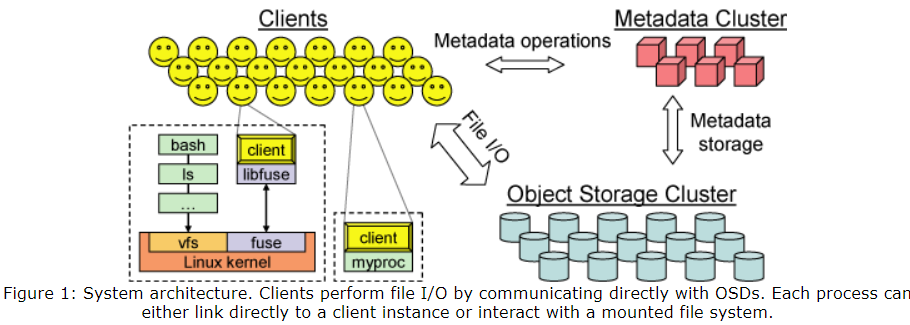 Clients
Metadata Cluster
Metadata operations
File I/O
Metadata
storage
Object Storage Cluster
bash
ls
...
client
libfuse
vfs
fuse
Linux kernel
client
myproc
Figure 1: System architecture. Clients perform file I/O by communicating directly with OSDs. Each process can
either link directly to a client instance or interact with a mounted file system.